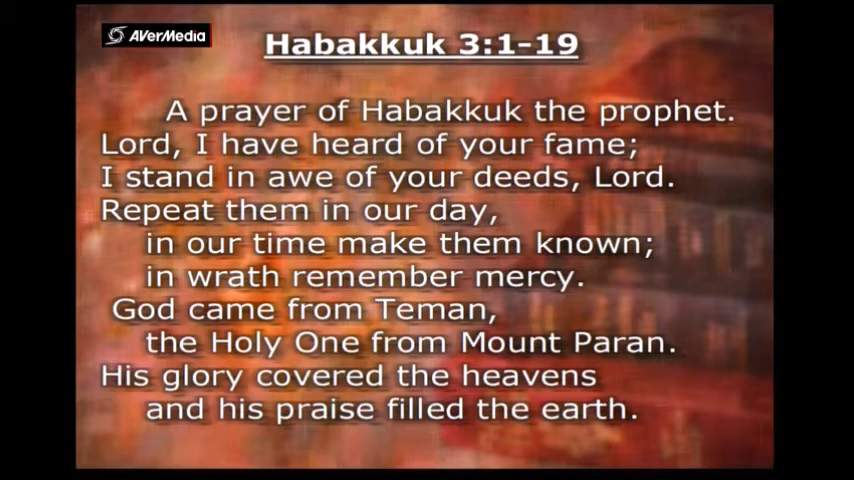 AVerMedia
Habakkuk 3:1-19
A prayer of Habakkuk the prophet.
Lord, I have heard of your fame;
I stand in awe of your deeds, Lord.
Repeat them in our day,
in our time make them known;
in wrath remember mercy.
God came from Teman,
the Holy One from Mount Paran.
His glory covered the heavens
and his praise filled the earth.